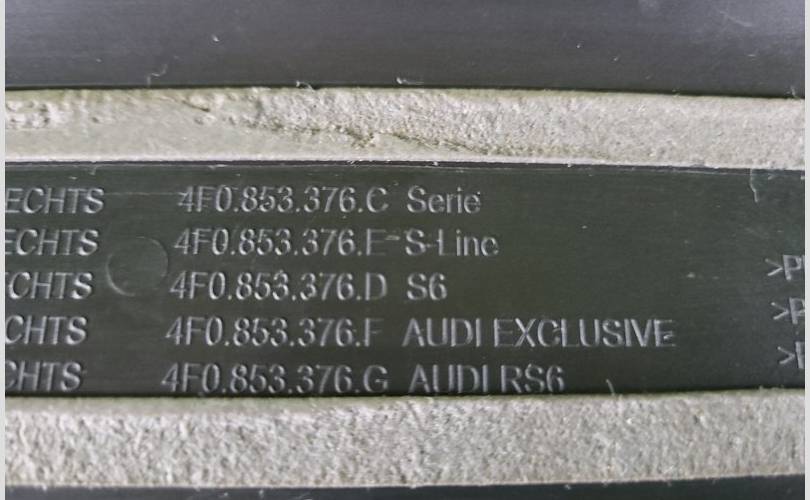 ECHTS 4F0.853.376.C Serie
ECHTS 4F0.853.376.E S-Line >P
CHTS 4F0.853.376.D S6 >P
CHTS 4F0.853.376.F AUDI EXCLUSIVE >P
CHTS 4F0.853.376.G AUDI RS6